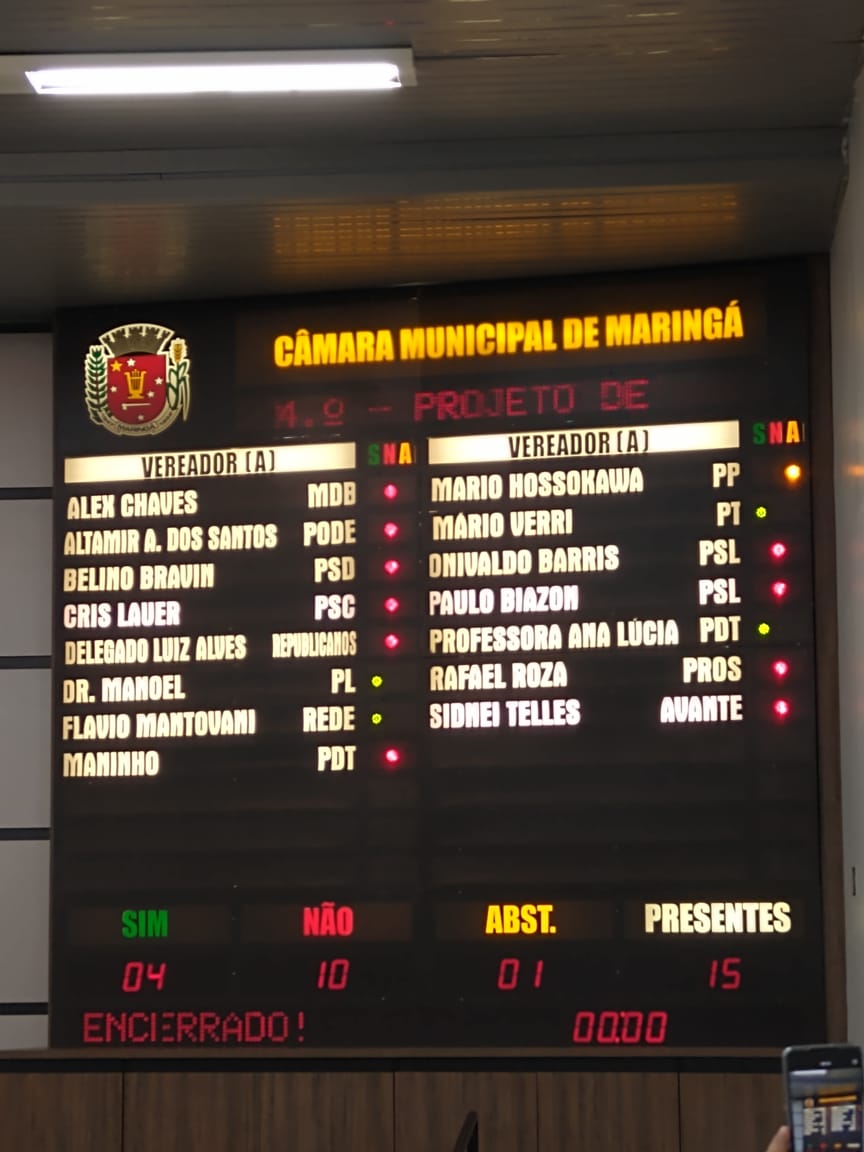 CÂMARA MUNICIPAL DE MARINGÁ
4.º - PROJETO DE
VEREADOR (A) S N A
ALEX CHAVES MDB
ALTAMIR A. DOS SANTOS PODE
BELINO BRAVIN PSD
CRIS LAUER PSC
DELEGADO LUIZ ALVES REPUBLICANOS
DR. MANOEL PL
FLAVIO MANTOVANI REDE
MANINHO PDT
VEREADOR (A) S N A
MARIO HOSSOKAWA PP
MÁRIO VERRI PT
ONIVALDO BARRIS PSL
PAULO BIAZON PSL
PROFESSORA ANA LÚCIA PDT
RAFAEL ROZA PROS
SIDNEI TELLES AVANTE
SIM NÃO ABST. PRESENTES
04 10 01 15
ENCERRADO! 00:00